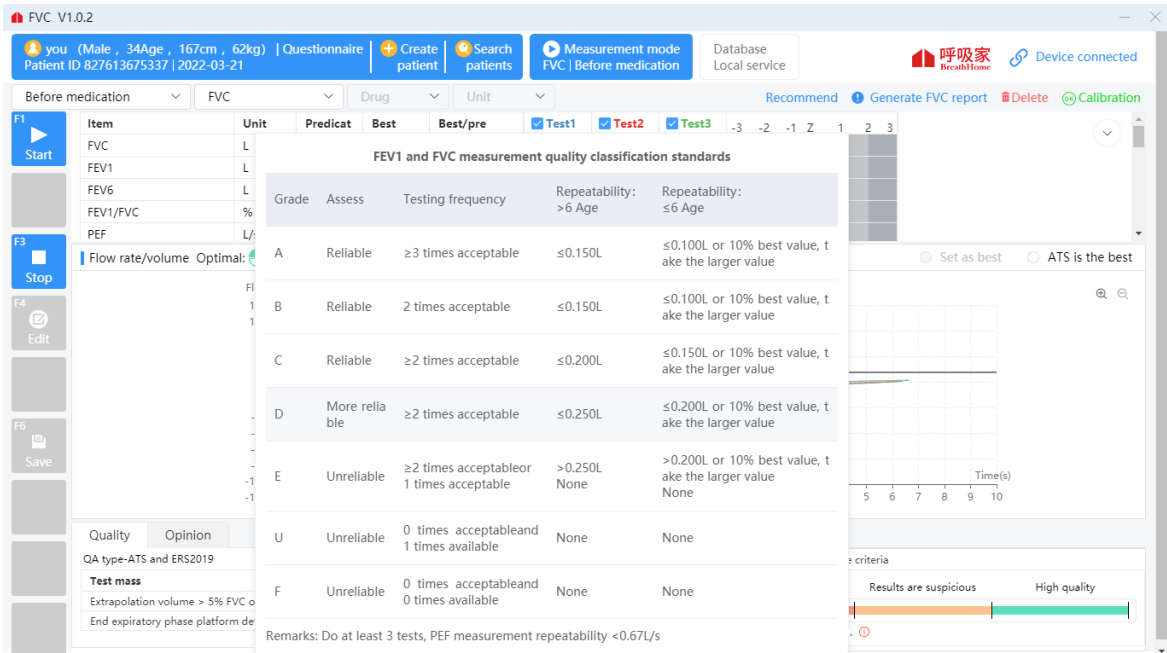 FVC V1.0.2
you (Male , 34Age , 167cm , 62kg) | Questionnaire
Patient ID 827613675337 | 2022-03-21
Create patient
Search patients
Measurement mode
FVC | Before medication
Database
Local service
呼吸家
BreathHome
Device connected
Before medication
FVC
Drug
Unit
Recommend
Generate FVC report
Delete
OK Calibration
F1
Start
F3
Stop
F4
Edit
F6
Save
Item Unit Predicat Best Best/pre Test1 Test2 Test3 -3 -2 -1 Z 1 2 3
FVC L
FEV1 L
FEV6 L
FEV1/FVC %
PEF
Flow rate/volume Optimal:
Set as best
ATS is the best
FEV1 and FVC measurement quality classification standards
Grade Assess Testing frequency Repeatability: >6 Age Repeatability: ≤6 Age
A Reliable ≥3 times acceptable ≤0.150L ≤0.100L or 10% best value, t
ake the larger value
B Reliable 2 times acceptable ≤0.150L ≤0.100L or 10% best value, t
ake the larger value
C Reliable ≥2 times acceptable ≤0.200L ≤0.150L or 10% best value, t
ake the larger value
D More relia
ble ≥2 times acceptable ≤0.250L ≤0.200L or 10% best value, t
ake the larger value
E Unreliable ≥2 times acceptableor
1 times acceptable >0.250L
None >0.200L or 10% best value, t
ake the larger value
None
U Unreliable 0 times acceptableand
1 times available None None
F Unreliable 0 times acceptableand
0 times available None None
Remarks: Do at least 3 tests, PEF measurement repeatability <0.67L/s
Time(s)
5 6 7 8 9 10
Quality
Opinion
QA type-ATS and ERS2019
Test mass
Extrapolation volume > 5% FVC
End expiratory phase platform
criteria
Results are suspicious
High quality